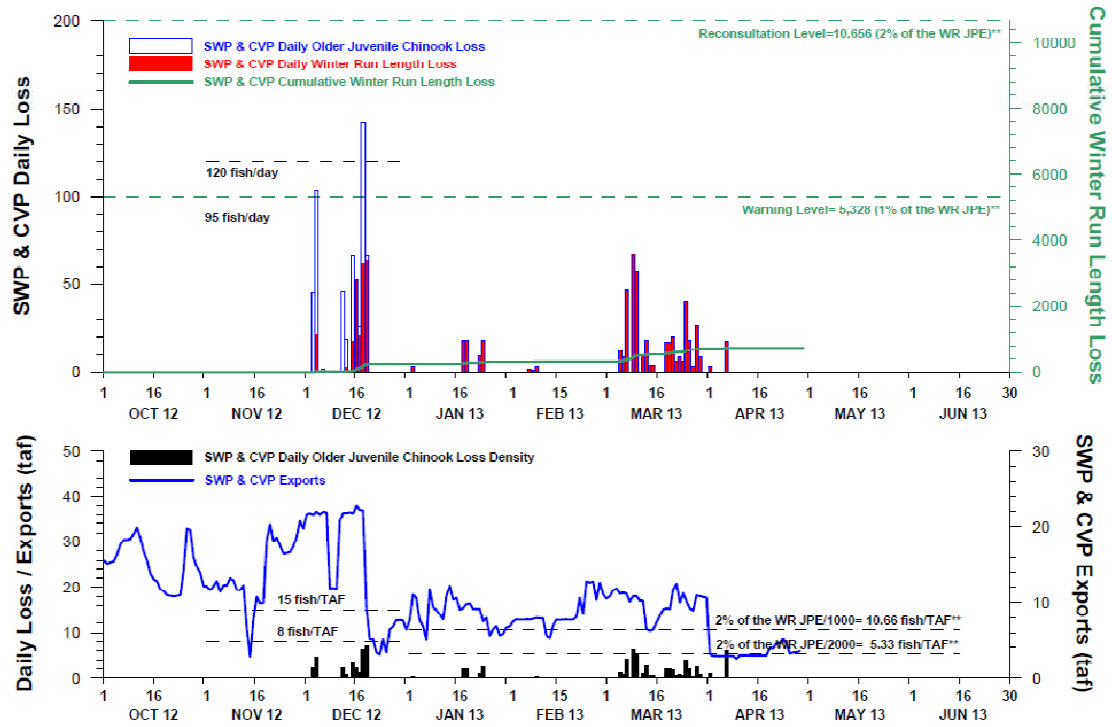 200
150
100
50
0
SWP & CVP Daily Loss
SWP & CVP Daily Older Juvenile Chinook Loss
SWP & CVP Daily Winter Run Length Loss
SWP & CVP Cumulative Winter Run Length Loss
Reconsultation Level=10,656 (2% of the WR JPE)**
120 fish/day
95 fish/day
Warning Level= 5,328 (1% of the WR JPE)**
10000
8000
6000
4000
2000
0
Cumulative Winter Run Length Loss
1 16 1 16 1 16 1 16 1 15 1 16 1 16 1 16 1 16 30
OCT 12 NOV 12 DEC 12 JAN 13 FEB 13 MAR 13 APR 13 MAY 13 JUN 13
50
40
30
20
10
0
Daily Loss / Exports (taf)
SWP & CVP Daily Older Juvenile Chinook Loss Density
SWP & CVP Exports
15 fish/TAF
8 fish/TAF
2% of the WR JPE/1000= 10.66 fish/TAF**
2% of the WR JPE/2000= 5.33 fish/TAF**
30
20
10
0
SWP & CVP Exports (taf)
1 16 1 16 1 16 1 16 1 15 1 16 1 16 1 16 1 16 30
OCT 12 NOV 12 DEC 12 JAN 13 FEB 13 MAR 13 APR 13 MAY 13 JUN 13